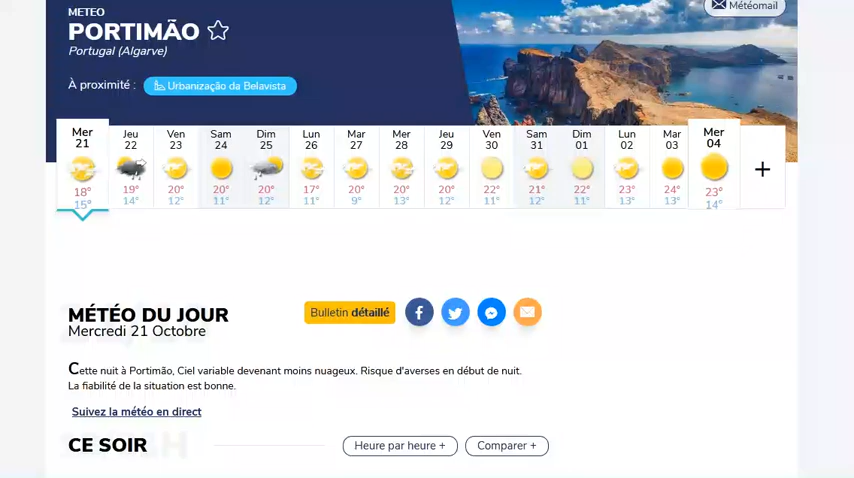 METEO
PORTIMÃO
Portugal (Algarve)
Météomail
À proximité :
Urbanização da Belavista
Mer 21 18° 15°
Jeu 22 19° 14°
Ven 23 20° 12°
Sam 24 20° 11°
Dim 25 20° 12°
Lun 26 17° 11°
Mar 27 20° 9°
Mer 28 20° 13°
Jeu 29 20° 12°
Ven 30 22° 11°
Sam 31 21° 12°
Dim 01 22° 11°
Lun 02 23° 13°
Mar 03 24° 13°
Mer 04 23° 14°
+
MÉTÉO DU JOUR
Mercredi 21 Octobre
Bulletin détaillé
Cette nuit à Portimão, Ciel variable devenant moins nuageux. Risque d'averses en début de nuit.
La fiabilité de la situation est bonne.
Suivez la météo en direct
CE SOIR
Heure par heure +
Comparer +